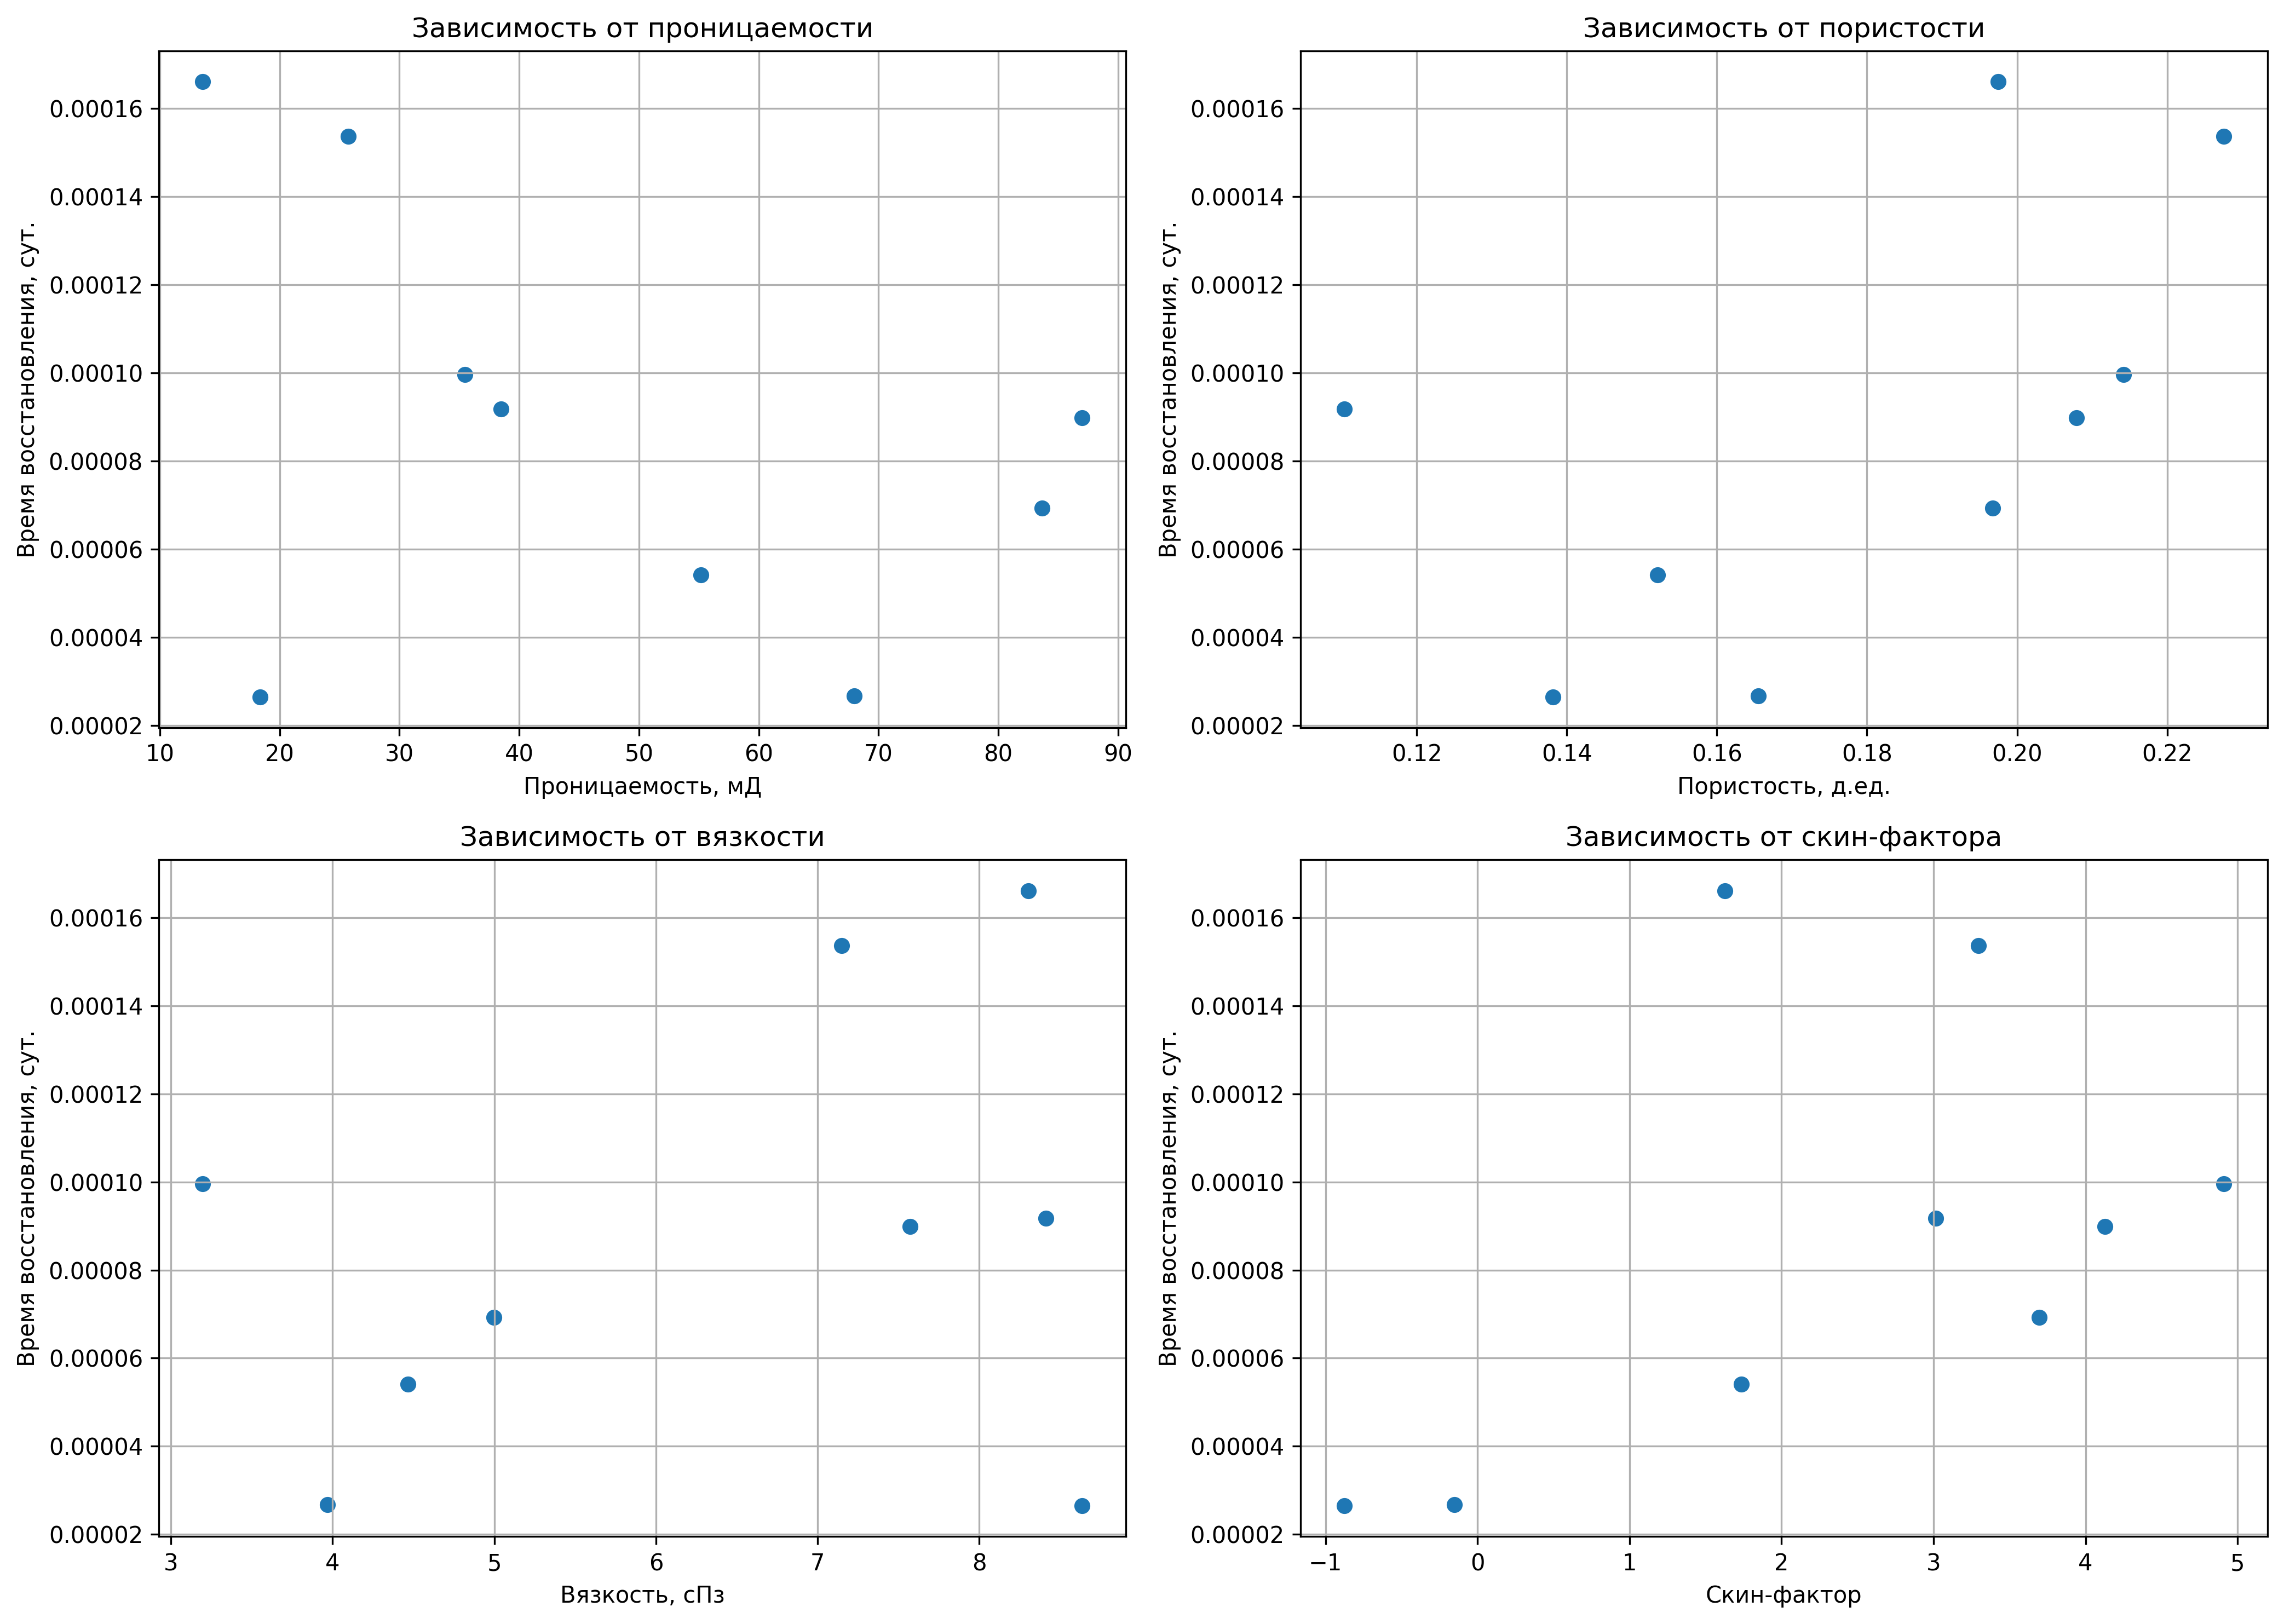 Зависимость от проницаемости
Время восстановления, сут.
0.00016
0.00014
0.00012
0.00010
0.00008
0.00006
0.00004
0.00002
10 20 30 40 50 60 70 80 90
Проницаемость, мД
Зависимость от пористости
Время восстановления, сут.
0.00016
0.00014
0.00012
0.00010
0.00008
0.00006
0.00004
0.00002
0.12 0.14 0.16 0.18 0.20 0.22
Пористость, д.ед.
Зависимость от вязкости
Время восстановления, сут.
0.00016
0.00014
0.00012
0.00010
0.00008
0.00006
0.00004
0.00002
3 4 5 6 7 8
Вязкость, сПз
Зависимость от скин-фактора
Время восстановления, сут.
0.00016
0.00014
0.00012
0.00010
0.00008
0.00006
0.00004
0.00002
−1 0 1 2 3 4 5
Скин-фактор